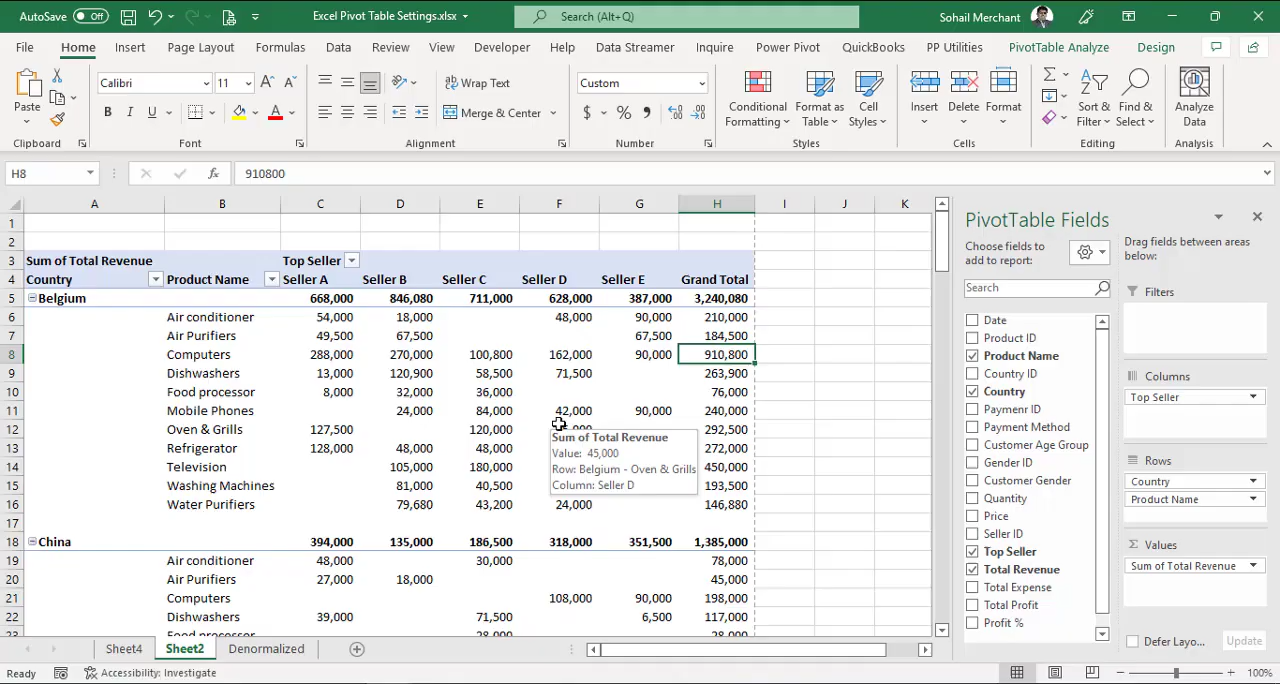 AutoSave Off Excel Pivot Table Settings.xlsx Search (Alt+Q) Sohail Merchant
File Home Insert Page Layout Formulas Data Review View Developer Help Data Streamer Inquire Power Pivot QuickBooks PP Utilities PivotTable Analyze Design
Paste Calibri 11 A A B I U A Wrap Text Merge & Center Custom $ % Conditional Formatting Format as Table Cell Styles Insert Delete Format Sort & Filter Find & Select Analyze Data
Clipboard Font Alignment Number Styles Cells Editing Analysis
H8 fx 910800
A B C D E F G H I J K
1
2
3 Sum of Total Revenue Top Seller
4 Country Product Name Seller A Seller B Seller C Seller D Seller E Grand Total
5 Belgium 668,000 846,080 711,000 628,000 387,000 3,240,080
6 Air conditioner 54,000 18,000 48,000 90,000 210,000
7 Air Purifiers 49,500 67,500 67,500 184,500
8 Computers 288,000 270,000 100,800 162,000 90,000 910,800
9 Dishwashers 13,000 120,900 58,500 71,500 263,900
10 Food processor 8,000 32,000 36,000 76,000
11 Mobile Phones 24,000 84,000 42,000 90,000 240,000
12 Oven & Grills 127,500 120,000 292,500
13 Refrigerator 128,000 48,000 48,000 272,000
14 Television 105,000 180,000 450,000
15 Washing Machines 81,000 40,500 193,500
16 Water Purifiers 79,680 43,200 24,000 146,880
17
18 China 394,000 135,000 186,500 318,000 351,500 1,385,000
19 Air conditioner 48,000 30,000 78,000
20 Air Purifiers 27,000 18,000 45,000
21 Computers 108,000 90,000 198,000
22 Dishwashers 39,000 71,500 6,500 117,000
23 Food processor 28,000 28,000
Sum of Total Revenue
Value: 45,000
Row: Belgium - Oven & Grills
Column: Seller D
PivotTable Fields
Choose fields to add to report:
Search
Date
Product ID
Product Name
Country ID
Country
Paymenr ID
Payment Method
Customer Age Group
Gender ID
Customer Gender
Quantity
Price
Seller ID
Top Seller
Total Revenue
Total Expense
Total Profit
Profit %
Drag fields between areas below:
Filters
Columns
Top Seller
Rows
Country
Product Name
Σ Values
Sum of Total Revenue
Defer Layo... Update
Sheet4 Sheet2 Denormalized
Ready Accessibility: Investigate 100%